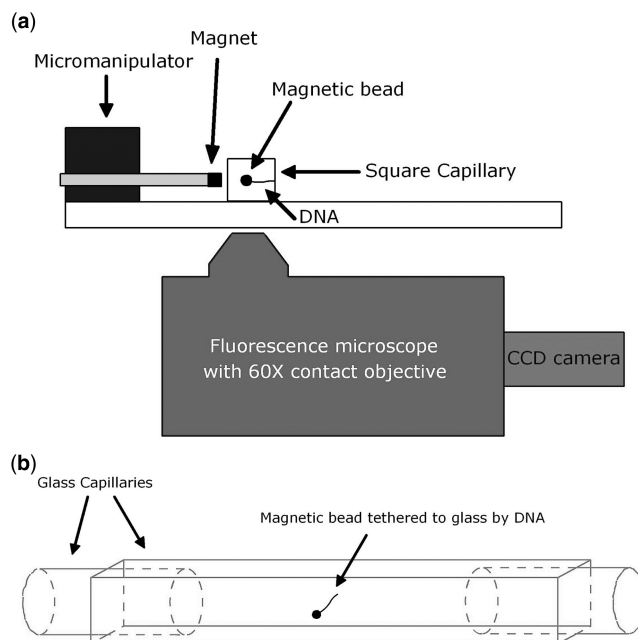 (a)
Magnet
Micromanipulator
Magnetic bead
Square Capillary
DNA
Fluorescence microscope
with 60X contact objective
CCD camera
(b)
Glass Capillaries
Magnetic bead tethered to glass by DNA